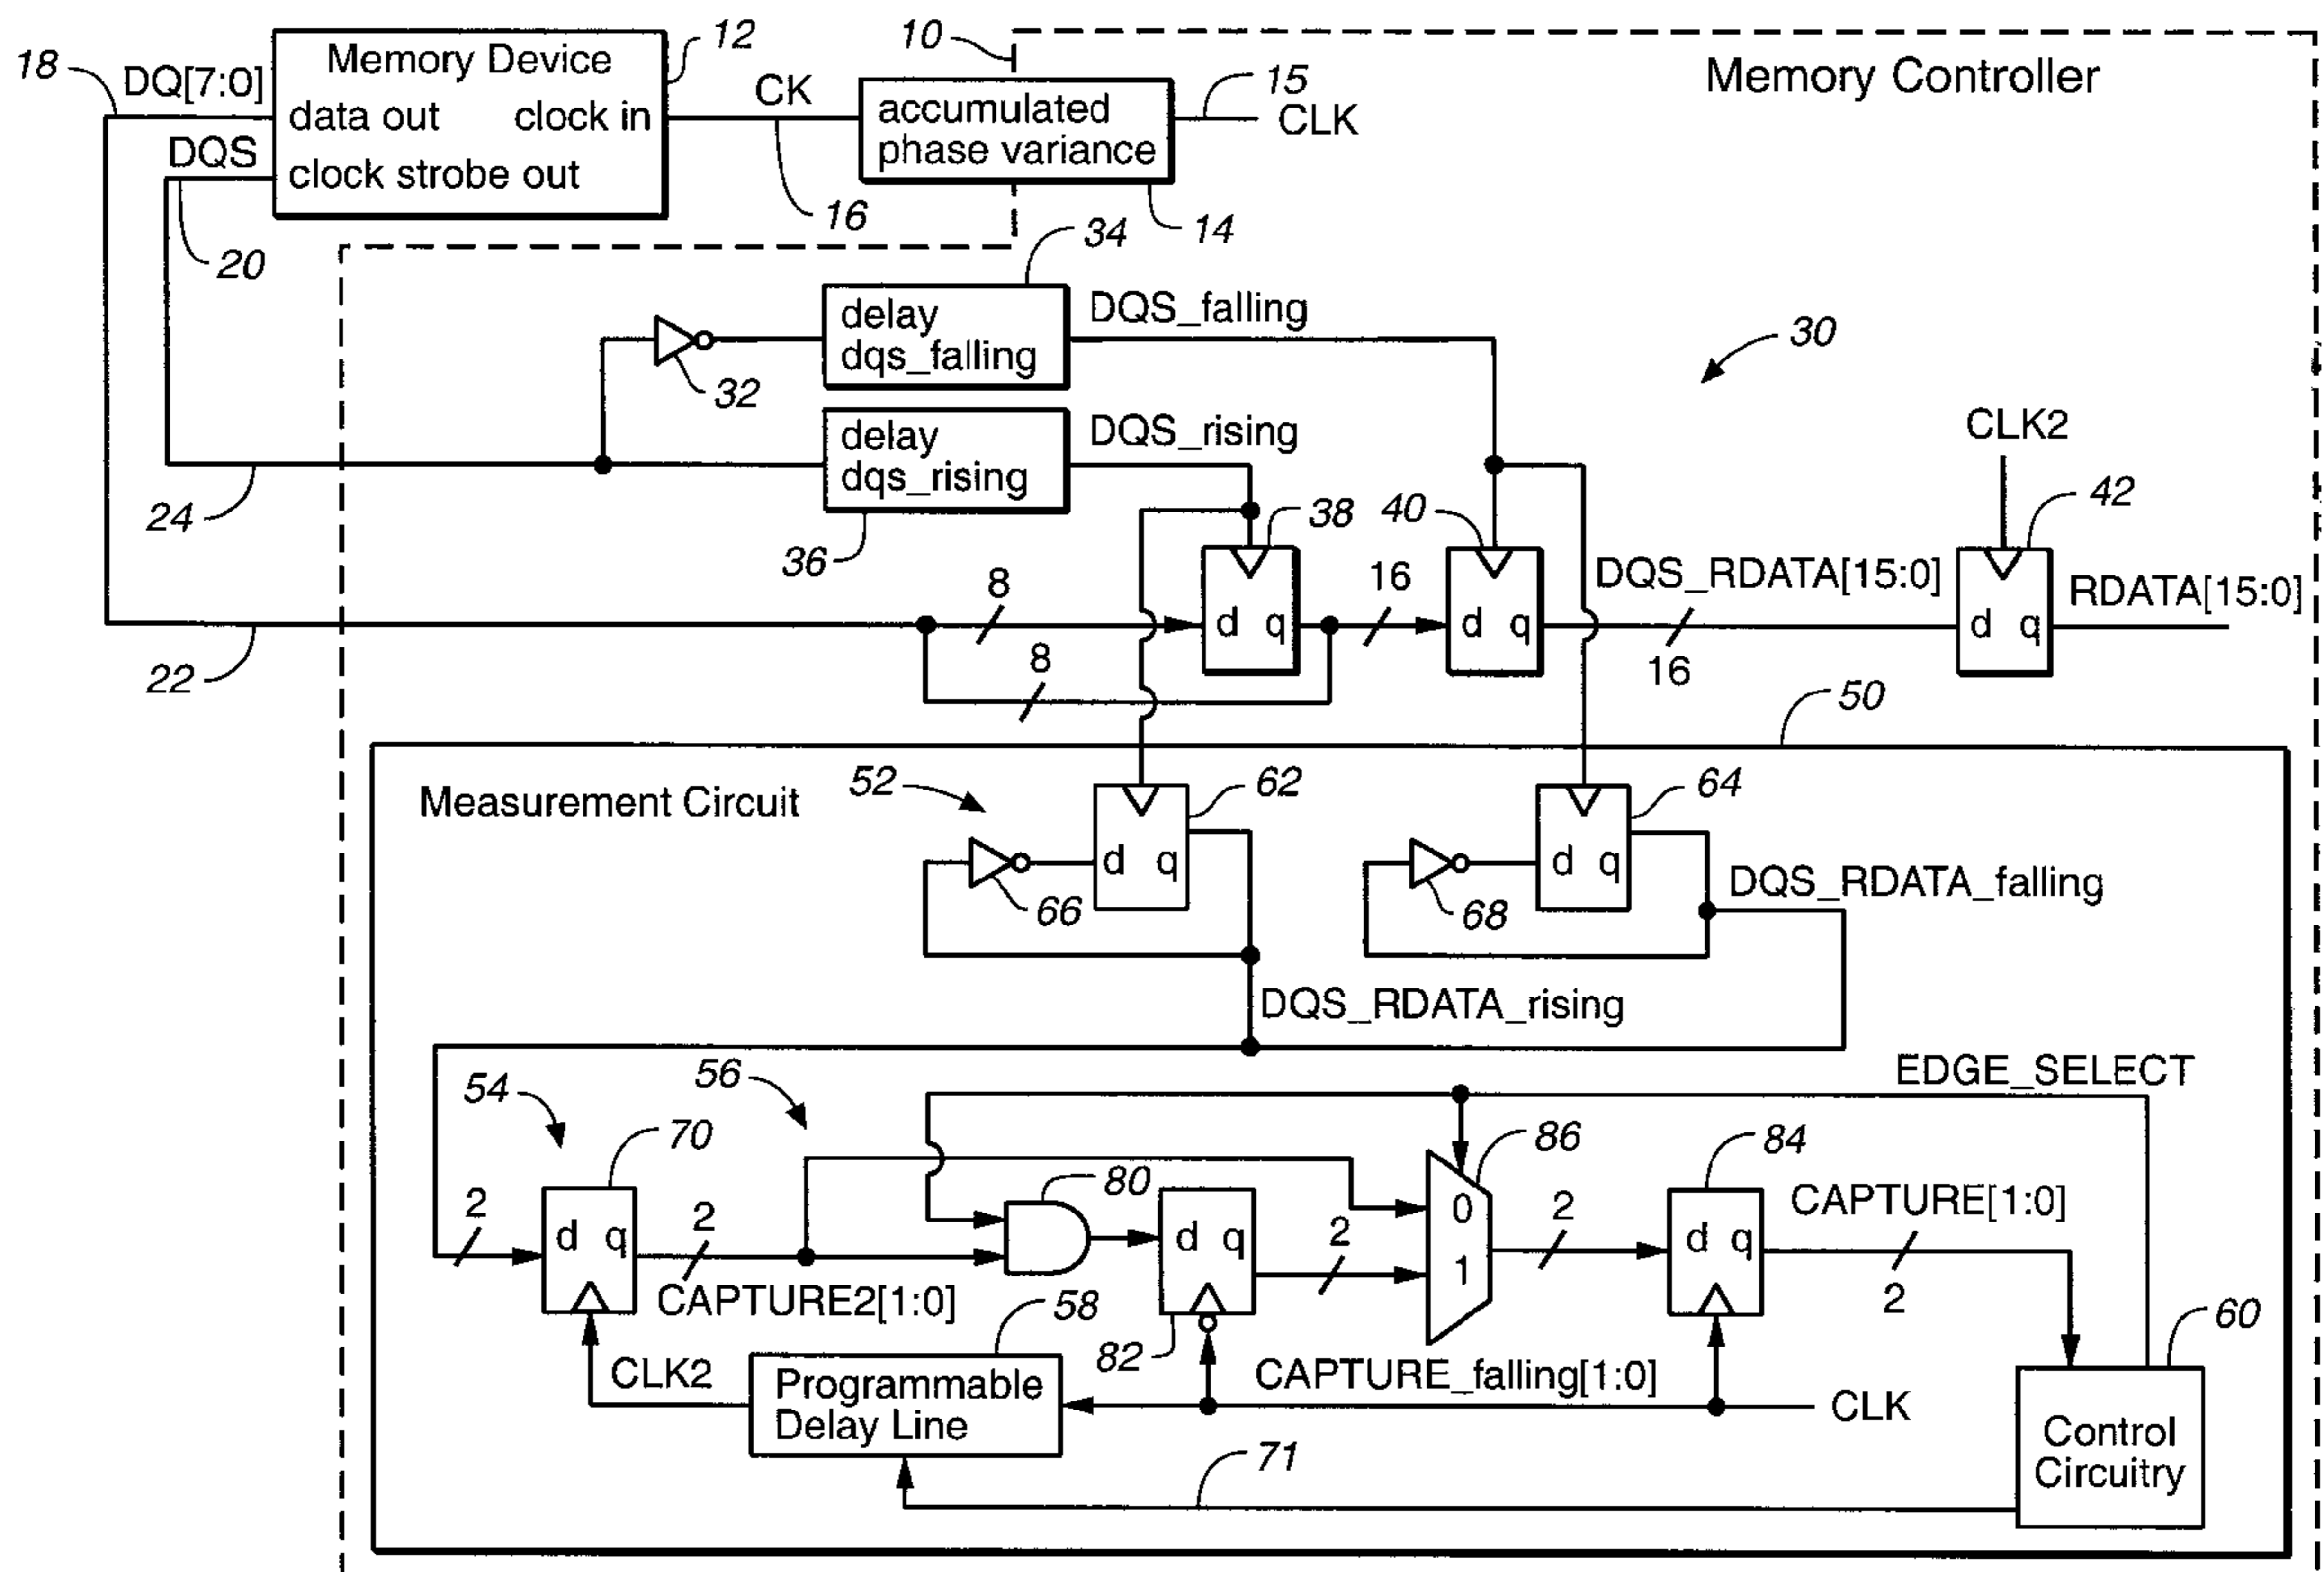 18
DQ[7:0]
Memory Device
12
10
Memory Controller
data out
clock in
CK
accumulated
phase variance
15
CLK
DQS
clock strobe out
20
16
14
34
32
delay
dqs_falling
DQS_falling
30
delay
dqs_rising
DQS_rising
CLK2
24
36
38
40
42
8
d q
16
d q
DQS_RDATA[15:0]
16
d q
RDATA[15:0]
22
8
50
Measurement Circuit
52
62
64
66
d q
68
d q
DQS_RDATA_falling
DQS_RDATA_rising
54
56
EDGE_SELECT
70
80
86
84
2
d q
2
CAPTURE2[1:0]
d q
2
0
1
2
d q
CAPTURE[1:0]
2
58
82
60
CLK2
Programmable
Delay Line
CAPTURE_falling[1:0]
CLK
71
Control
Circuitry